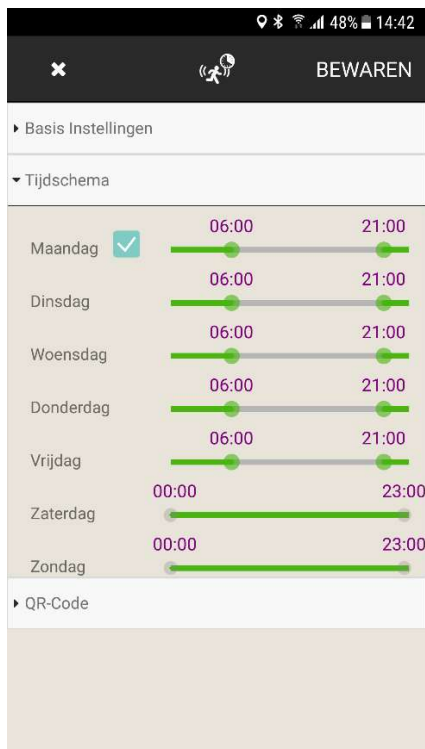 48% 14:42
BEWAREN
Basis Instellingen
Tijdschema
06:00 21:00
Maandag
06:00 21:00
Dinsdag
06:00 21:00
Woensdag
06:00 21:00
Donderdag
06:00 21:00
Vrijdag
00:00 23:00
Zaterdag
00:00 23:00
Zondag
QR-Code